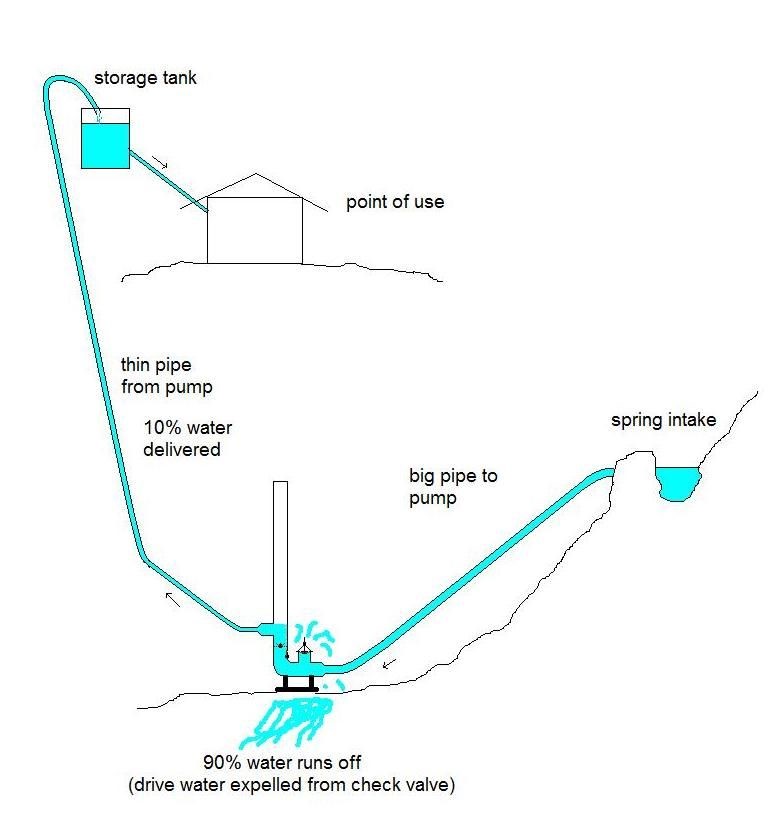 storage tank
point of use
thin pipe
from pump
10% water
delivered
spring intake
big pipe to
pump
90% water runs off
(drive water expelled from check valve)